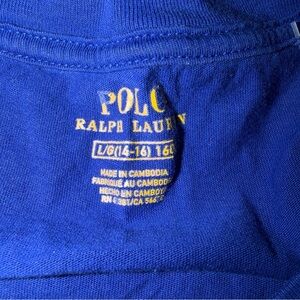 POLO
RALPH LAUREN
L/G(14-16) 160
MADE IN CAMBODIA
FABRIQUÉ AU CAMBODGE
HECHO EN CAMBOYA